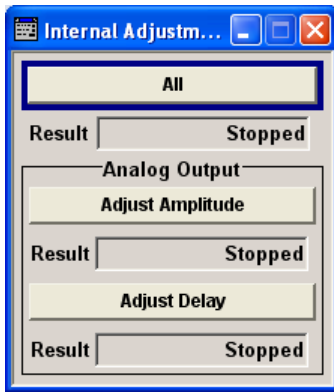 Internal Adjustm...
All
Result Stopped
Analog Output
Adjust Amplitude
Result Stopped
Adjust Delay
Result Stopped